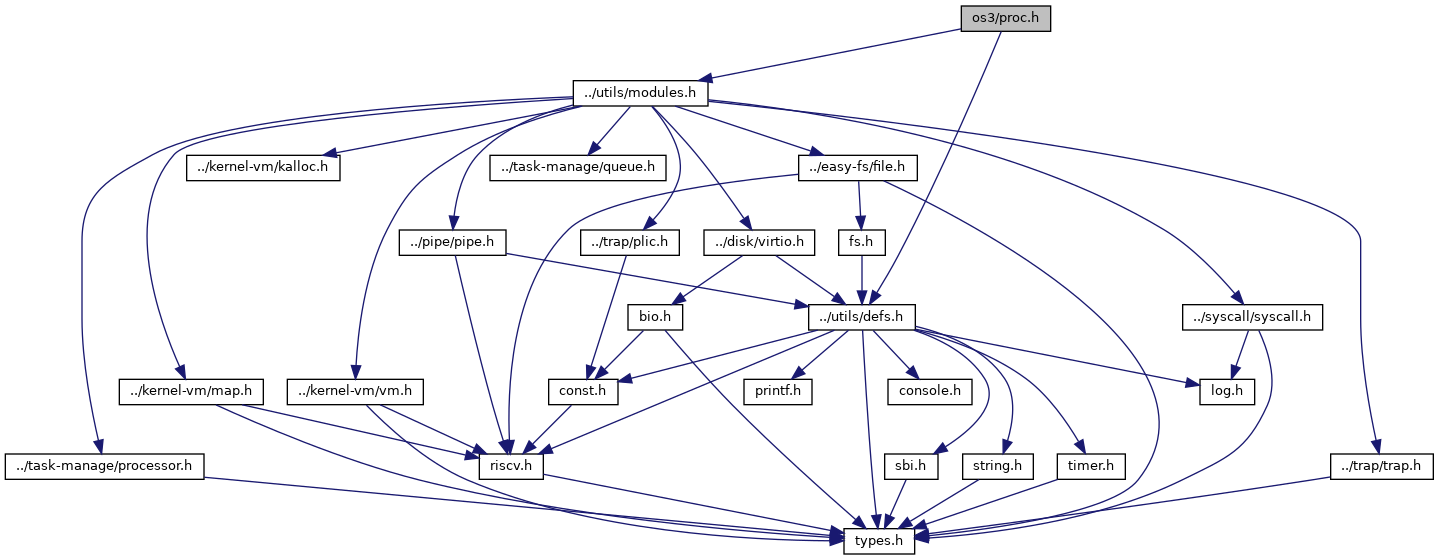 os3/proc.h
../utils/modules.h
../kernel-vm/kalloc.h
../task-manage/queue.h
../easy-fs/file.h
../pipe/pipe.h
../trap/plic.h
../disk/virtio.h
fs.h
bio.h
../utils/defs.h
../syscall/syscall.h
../kernel-vm/map.h
../kernel-vm/vm.h
const.h
printf.h
console.h
log.h
../task-manage/processor.h
riscv.h
sbi.h
string.h
timer.h
../trap/trap.h
types.h